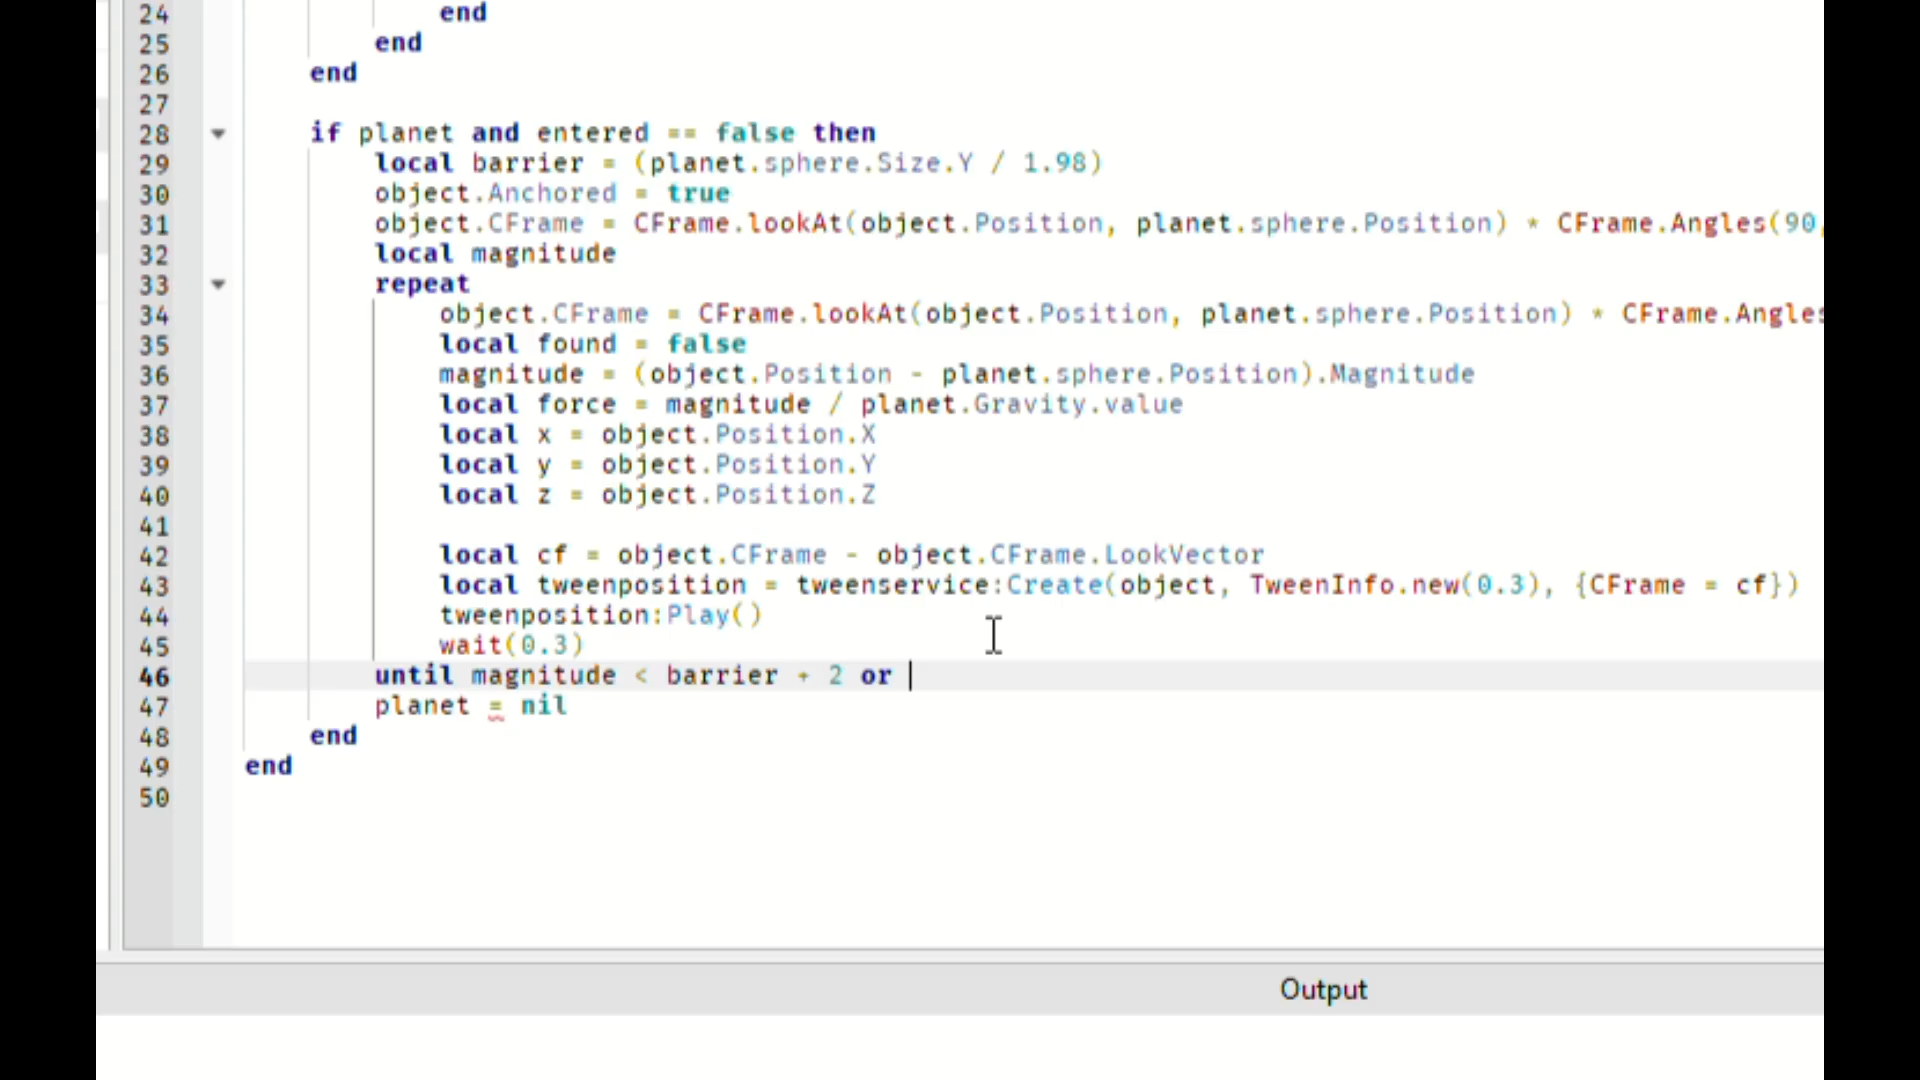 24 end
25 end
26 end
27
28 if planet and entered == false then
29 local barrier = (planet.sphere.Size.Y / 1.98)
30 object.Anchored = true
31 object.CFrame = CFrame.lookAt(object.Position, planet.sphere.Position) * CFrame.Angles(90,
32 local magnitude
33 repeat
34 object.CFrame = CFrame.lookAt(object.Position, planet.sphere.Position) * CFrame.Angles
35 local found = false
36 magnitude = (object.Position - planet.sphere.Position).Magnitude
37 local force = magnitude / planet.Gravity.value
38 local x = object.Position.X
39 local y = object.Position.Y
40 local z = object.Position.Z
41
42 local cf = object.CFrame - object.CFrame.LookVector
43 local tweenposition = tweenservice:Create(object, TweenInfo.new(0.3), {CFrame = cf})
44 tweenposition:Play()
45 wait(0.3)
46 until magnitude < barrier + 2 or
47 planet = nil
48 end
49 end
50
Output